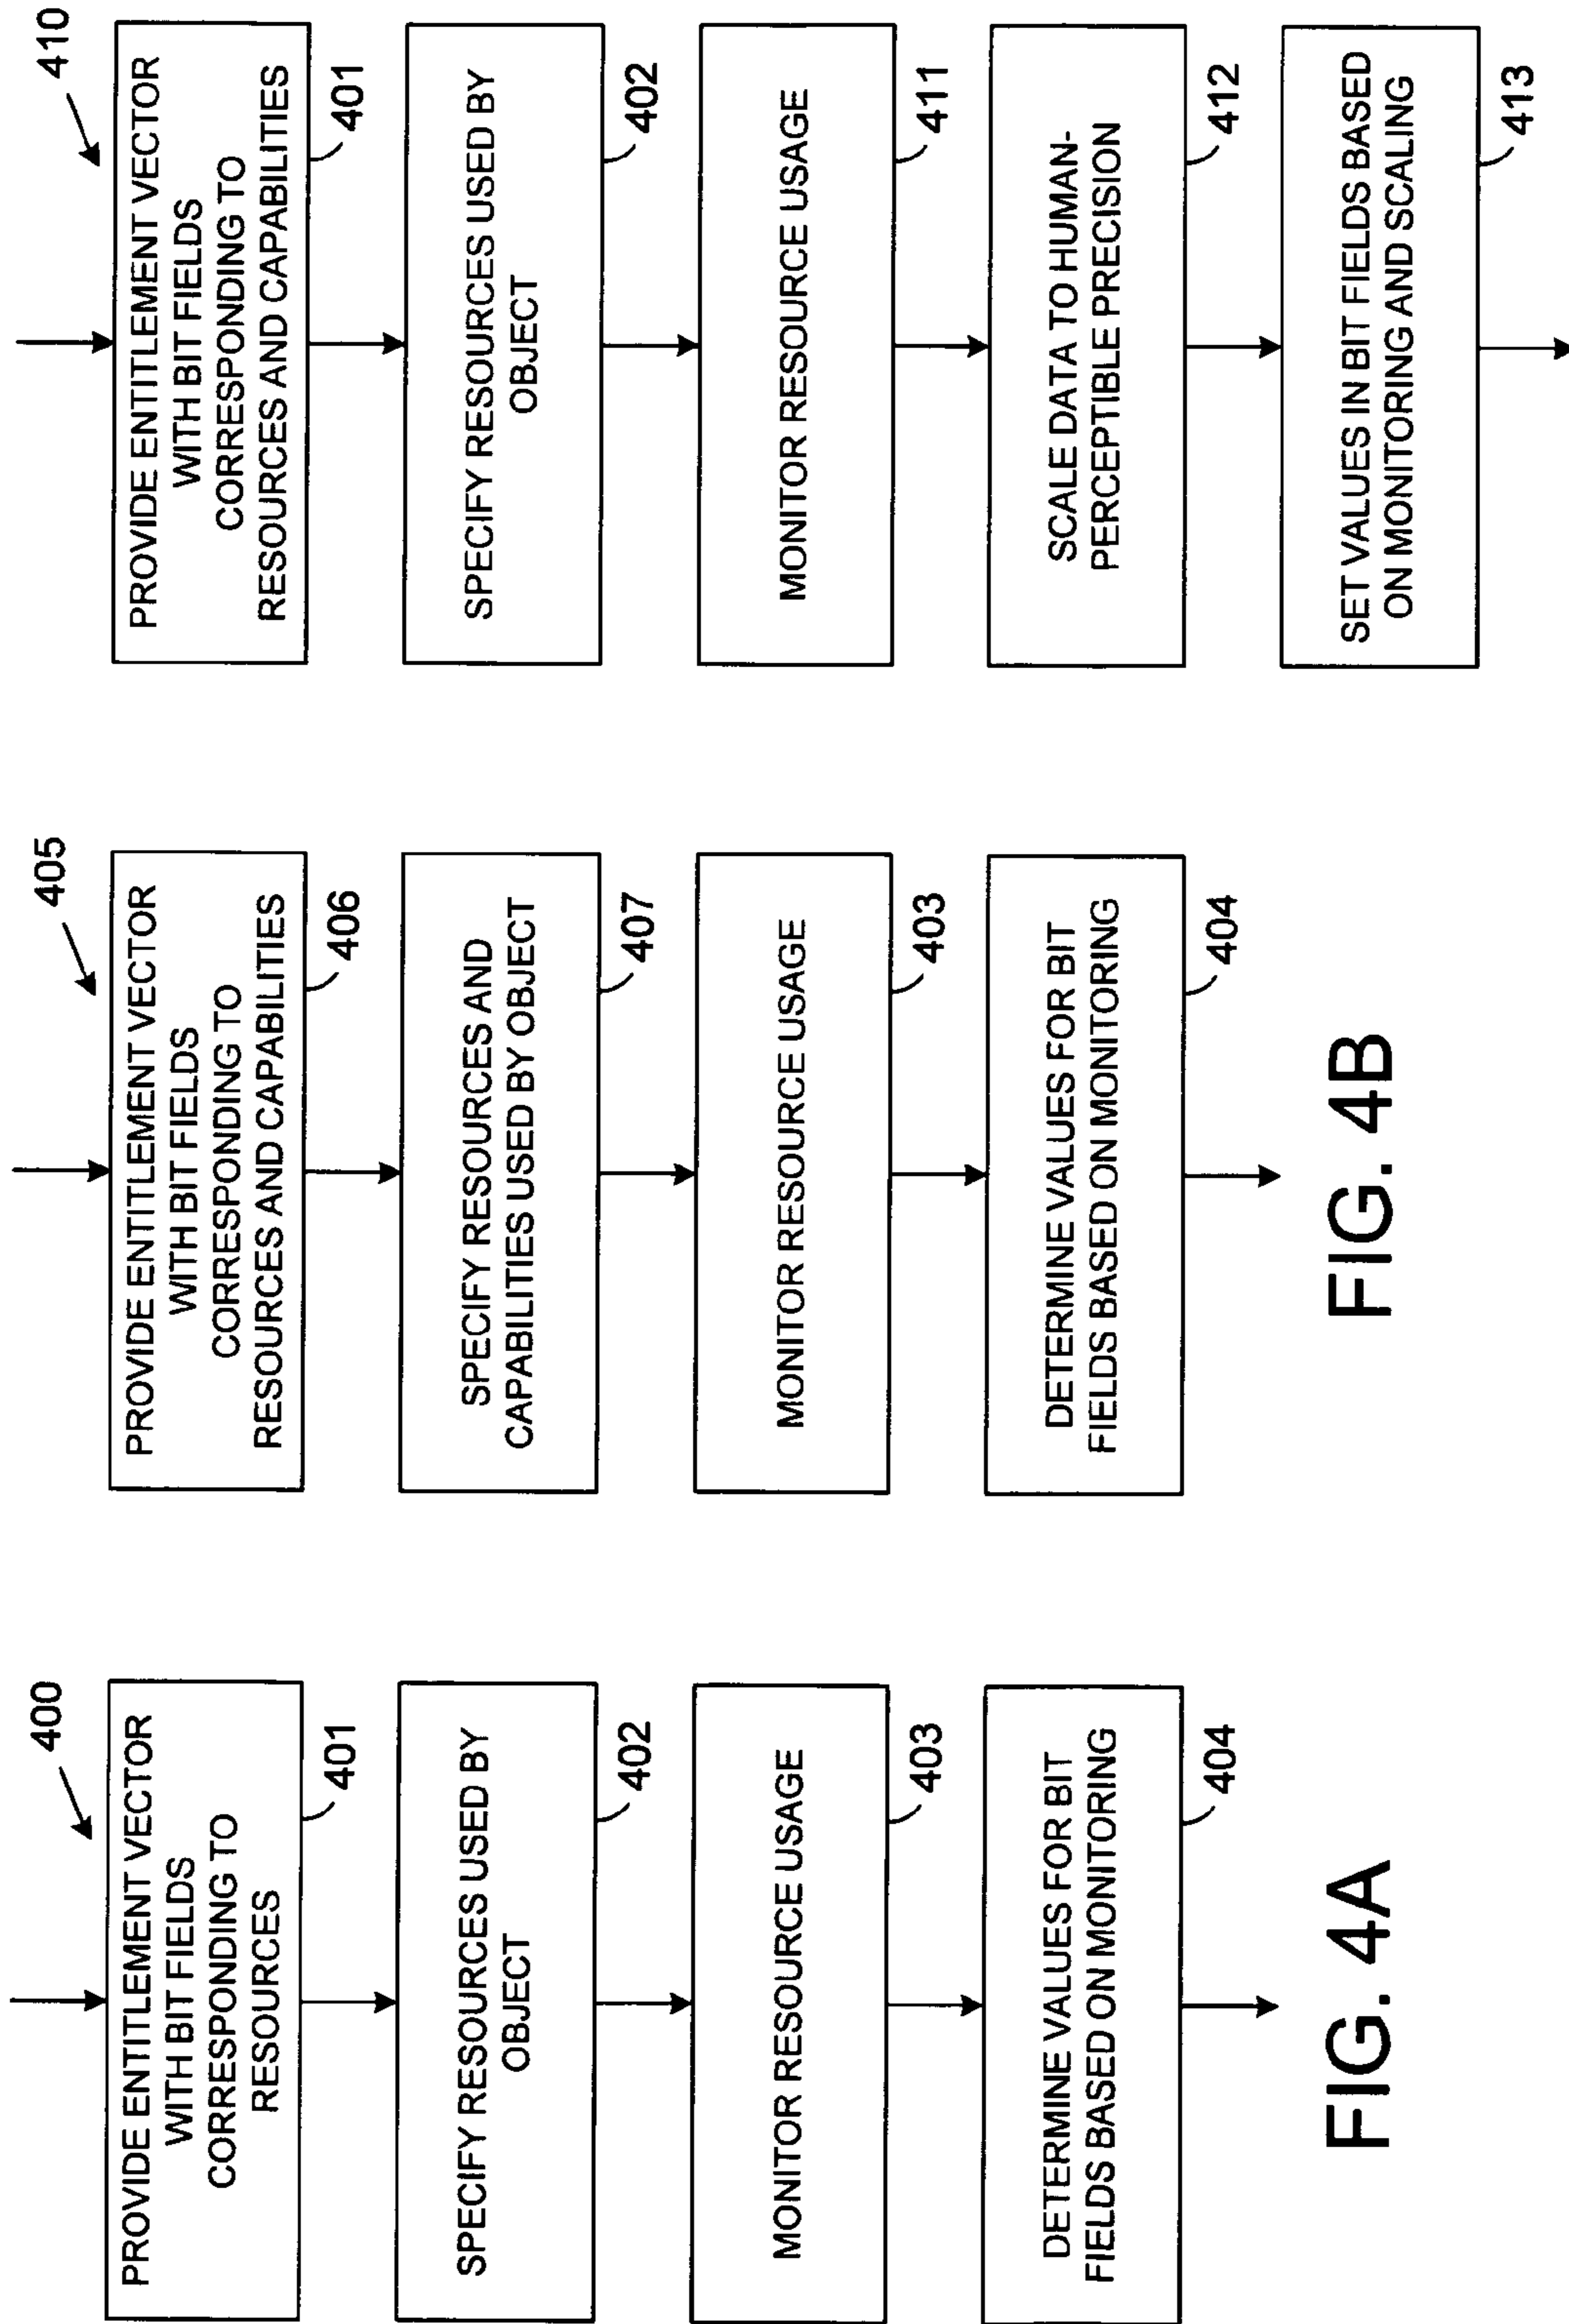 400
PROVIDE ENTITLEMENT VECTOR
WITH BIT FIELDS
CORRESPONDING TO
RESOURCES
401
SPECIFY RESOURCES USED BY
OBJECT
402
MONITOR RESOURCE USAGE
403
DETERMINE VALUES FOR BIT
FIELDS BASED ON MONITORING
404
FIG. 4A
405
PROVIDE ENTITLEMENT VECTOR
WITH BIT FIELDS
CORRESPONDING TO
RESOURCES AND CAPABILITIES
406
SPECIFY RESOURCES AND
CAPABILITIES USED BY OBJECT
407
MONITOR RESOURCE USAGE
403
DETERMINE VALUES FOR BIT
FIELDS BASED ON MONITORING
404
FIG. 4B
410
PROVIDE ENTITLEMENT VECTOR
WITH BIT FIELDS
CORRESPONDING TO
RESOURCES AND CAPABILITIES
401
SPECIFY RESOURCES USED BY
OBJECT
402
MONITOR RESOURCE USAGE
411
SCALE DATA TO HUMAN-
PERCEPTIBLE PRECISION
412
SET VALUES IN BIT FIELDS BASED
ON MONITORING AND SCALING
413